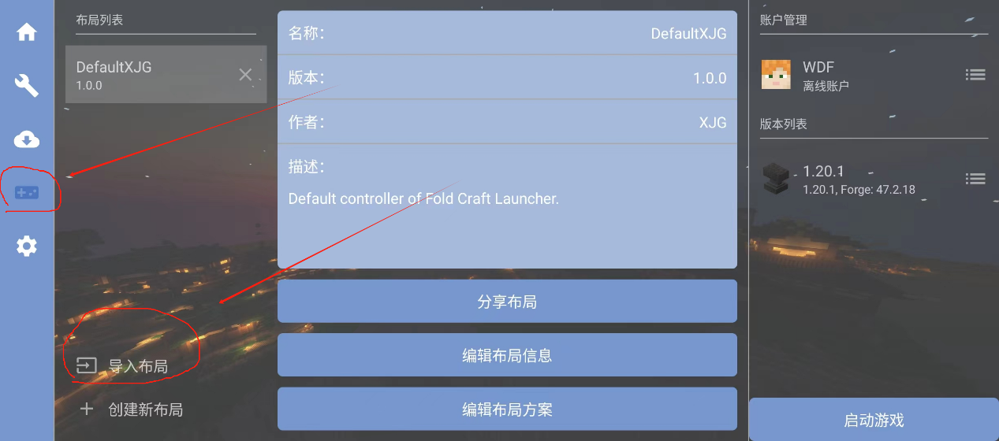 布局列表
DefaultXJG
1.0.0
导入布局
创建新布局
名称：
DefaultXJG
版本：
1.0.0
作者：
XJG
描述：
Default controller of Fold Craft Launcher.
分享布局
编辑布局信息
编辑布局方案
账户管理
WDF
离线账户
版本列表
1.20.1
1.20.1, Forge: 47.2.18
启动游戏